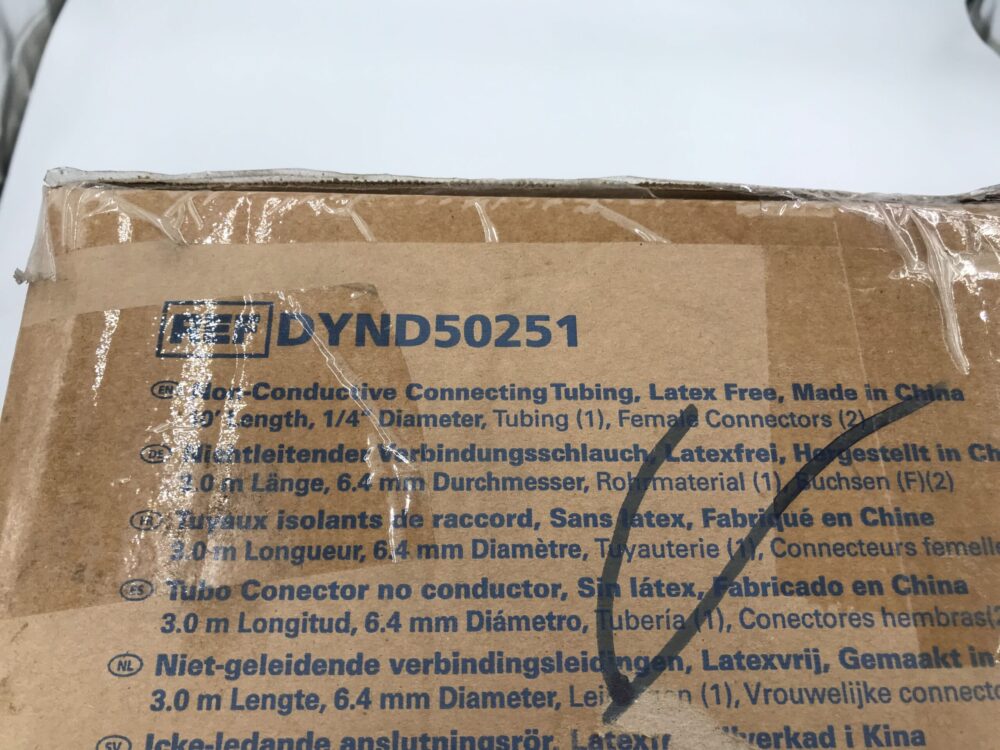 REF DYND50251
EN Non-Conductive Connecting Tubing, Latex Free, Made in China
10' Length, 1/4" Diameter, Tubing (1), Female Connectors (2)
DE Nichtleitender Verbindungsschlauch, Latexfrei, Hergestellt in Ch
3.0 m Länge, 6.4 mm Durchmesser, Rohrmaterial (1), Buchsen (F)(2)
Tuyaux isolants de raccord, Sans latex, Fabriqué en Chine
3.0 m Longueur, 6.4 mm Diamètre, Tuyauterie (1), Connecteurs femelle
ES Tubo Conector no conductor, Sin látex, Fabricado en China
3.0 m Longitud, 6.4 mm Diámetro, Tubería (1), Conectores hembras(2
NL Niet-geleidende verbindingsleidingen, Latexvrij, Gemaakt in
3.0 m Lengte, 6.4 mm Diameter, Leidingen (1), Vrouwelijke connecto
SV Icke-ledande anslutningsrör, Latexfr llverkad i Kina